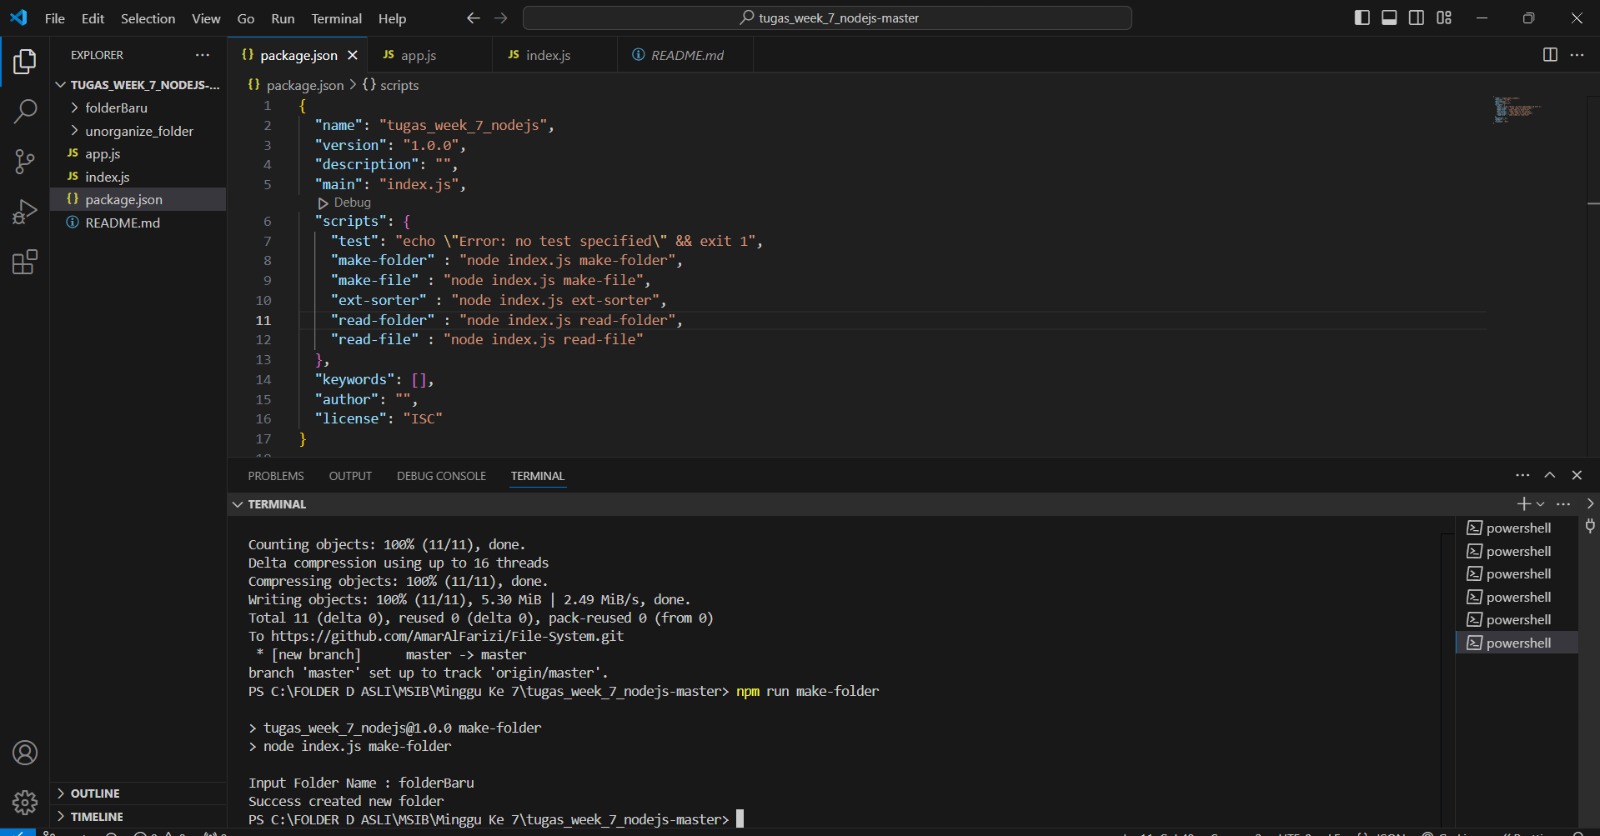 File Edit Selection View Go Run Terminal Help
tugas_week_7_nodejs-master
EXPLORER
TUGAS_WEEK_7_NODEJS-...
folderBaru
unorganize_folder
JS app.js
JS index.js
{} package.json
README.md
OUTLINE
TIMELINE
{} package.json
JS app.js
JS index.js
README.md
{} package.json > {} scripts
1 {
2 "name": "tugas_week_7_nodejs",
3 "version": "1.0.0",
4 "description": "",
5 "main": "index.js",
Debug
6 "scripts": {
7 "test": "echo \"Error: no test specified\" && exit 1",
8 "make-folder" : "node index.js make-folder",
9 "make-file" : "node index.js make-file",
10 "ext-sorter" : "node index.js ext-sorter",
11 "read-folder" : "node index.js read-folder",
12 "read-file" : "node index.js read-file"
13 },
14 "keywords": [],
15 "author": "",
16 "license": "ISC"
17 }
PROBLEMS OUTPUT DEBUG CONSOLE TERMINAL
TERMINAL
Counting objects: 100% (11/11), done.
Delta compression using up to 16 threads
Compressing objects: 100% (11/11), done.
Writing objects: 100% (11/11), 5.30 MiB | 2.49 MiB/s, done.
Total 11 (delta 0), reused 0 (delta 0), pack-reused 0 (from 0)
To https://github.com/AmarAlFarizi/File-System.git
* [new branch] master -> master
branch 'master' set up to track 'origin/master'.
PS C:\FOLDER D ASLI\MSIB\Minggu Ke 7\tugas_week_7_nodejs-master> npm run make-folder
> tugas_week_7_nodejs@1.0.0 make-folder
> node index.js make-folder
Input Folder Name : folderBaru
Success created new folder
PS C:\FOLDER D ASLI\MSIB\Minggu Ke 7\tugas_week_7_nodejs-master>
powershell
powershell
powershell
powershell
powershell
powershell